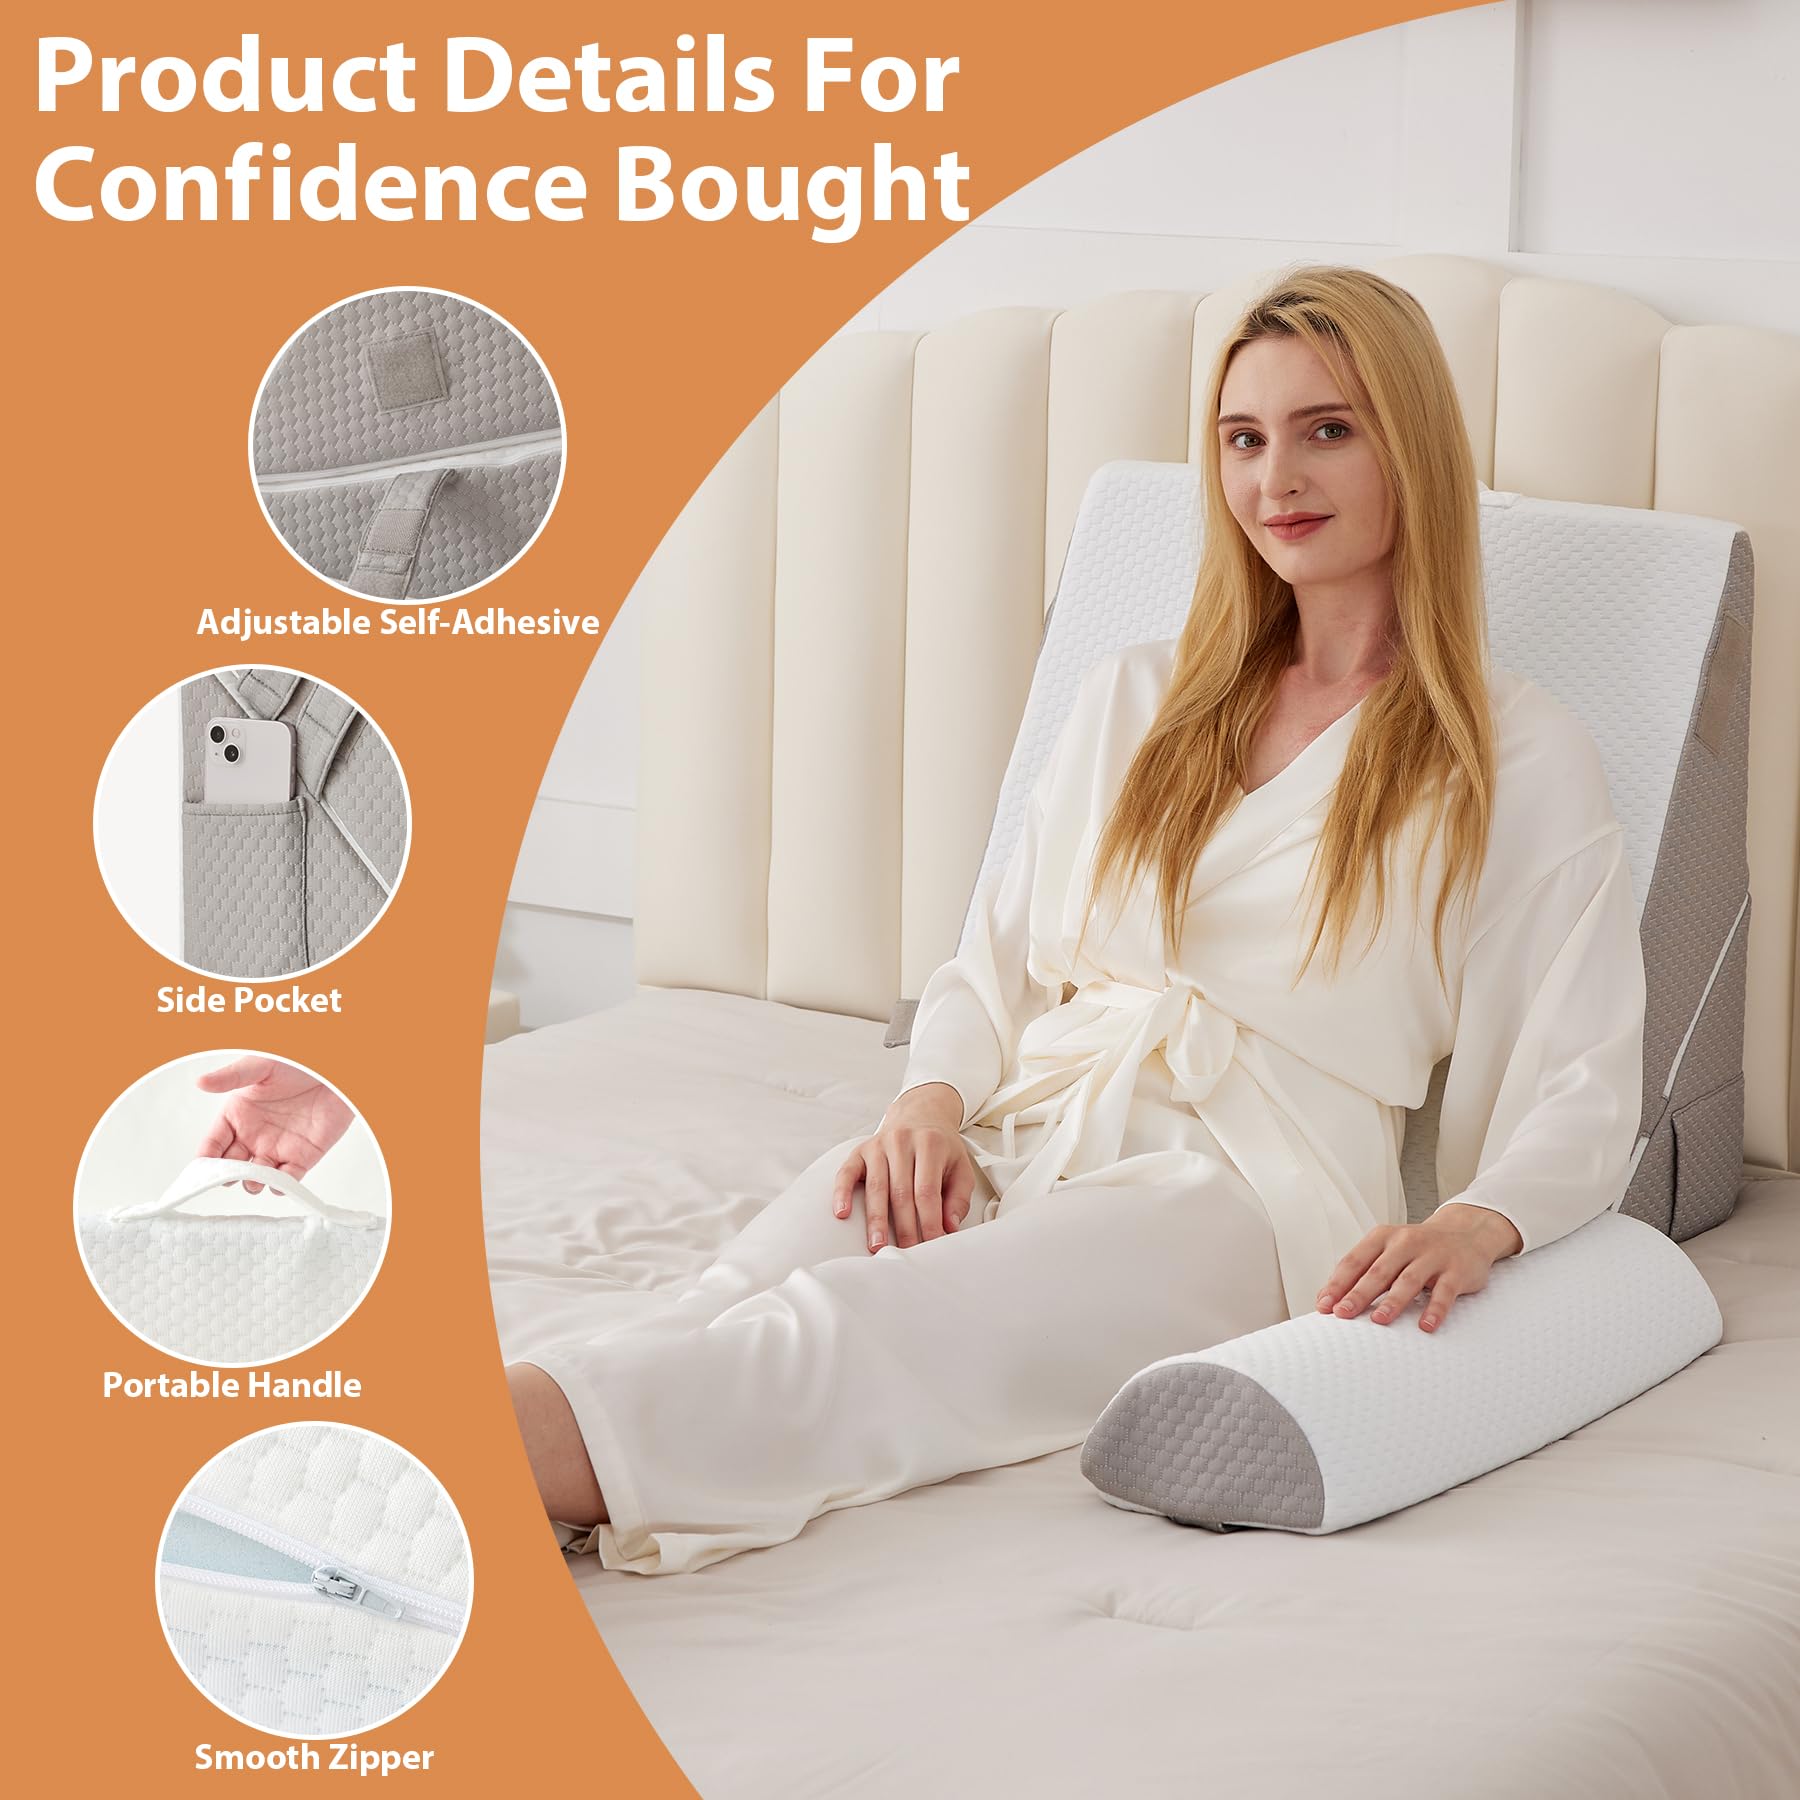 Product Details For
Confidence Bought
Adjustable Self-Adhesive
Side Pocket
Portable Handle
Smooth Zipper